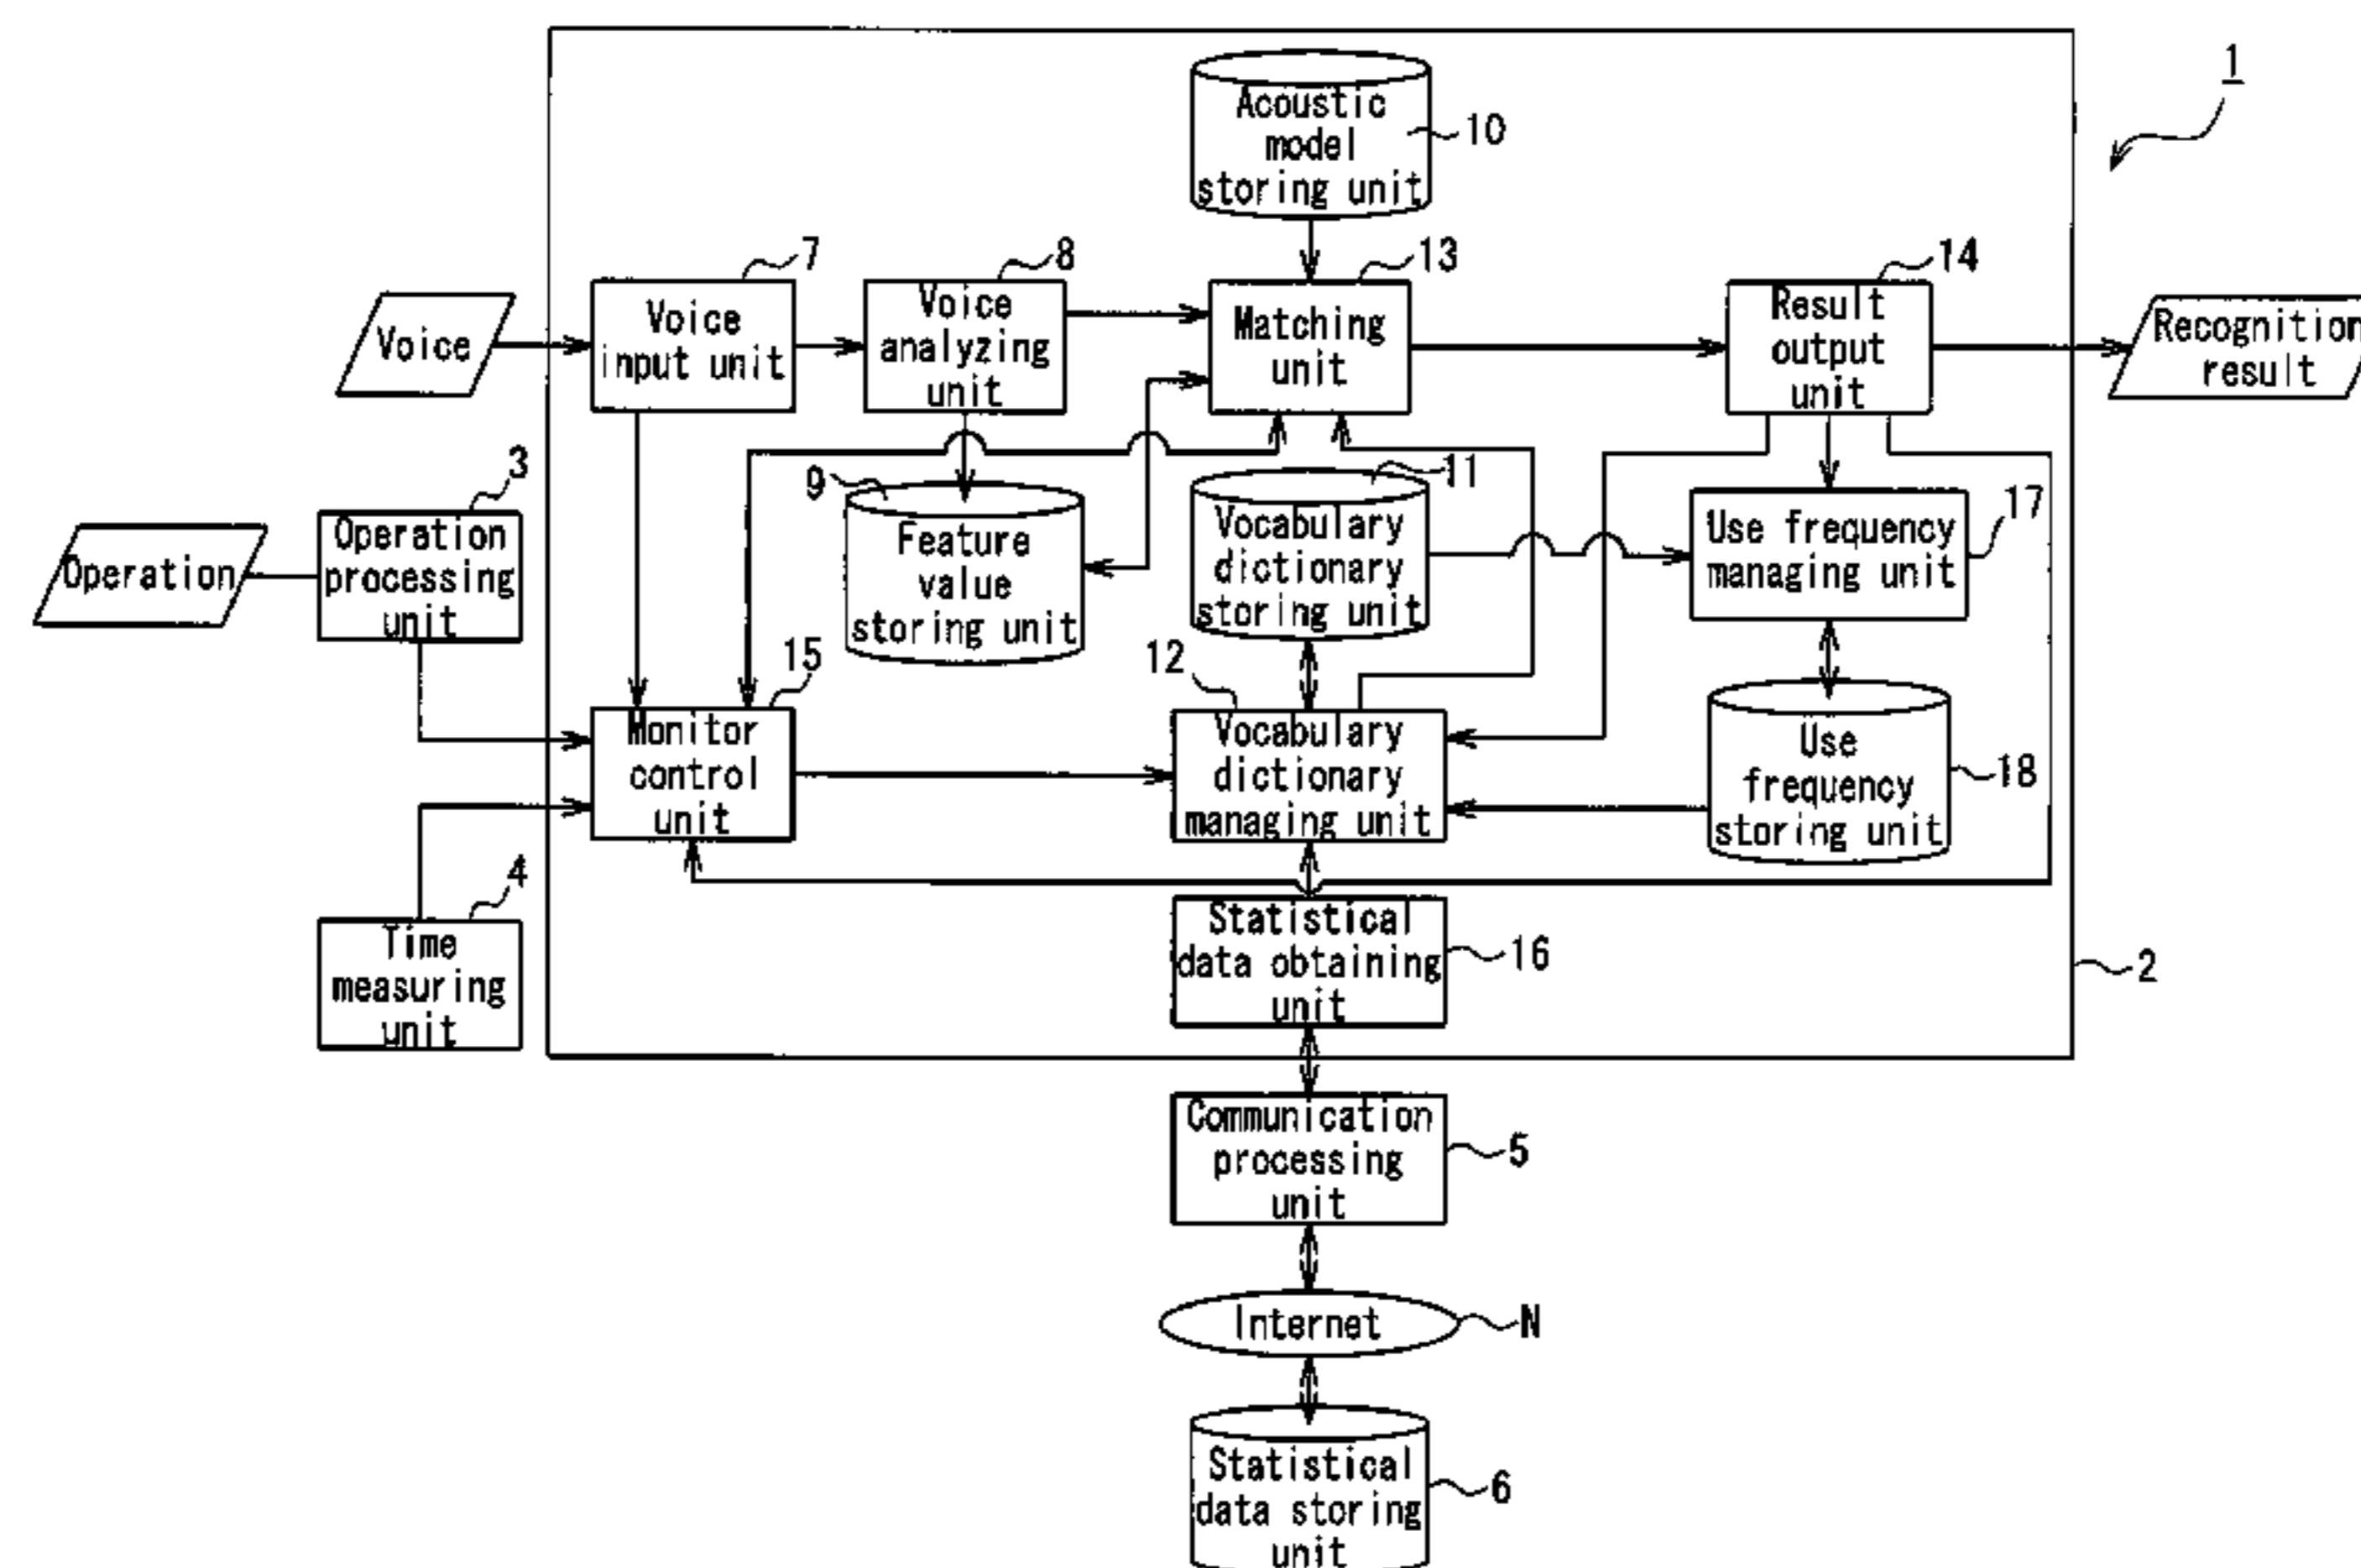 1
Acoustic
model
storing unit
10
7
8
13
14
Voice
Voice
input unit
Voice
analyzing
unit
Matching
unit
Result
output
unit
Recognition
result
3
9
11
Operation
Operation
processing
unit
Feature
value
storing unit
Vocabulary
dictionary
storing unit
Use frequency
managing unit
17
15
12
Monitor
control
unit
Vocabulary
dictionary
managing unit
Use
frequency
storing unit
18
4
Time
measuring
unit
Statistical
data obtaining
unit
16
2
Communication
processing
unit
5
Internet
N
Statistical
data storing
unit
6